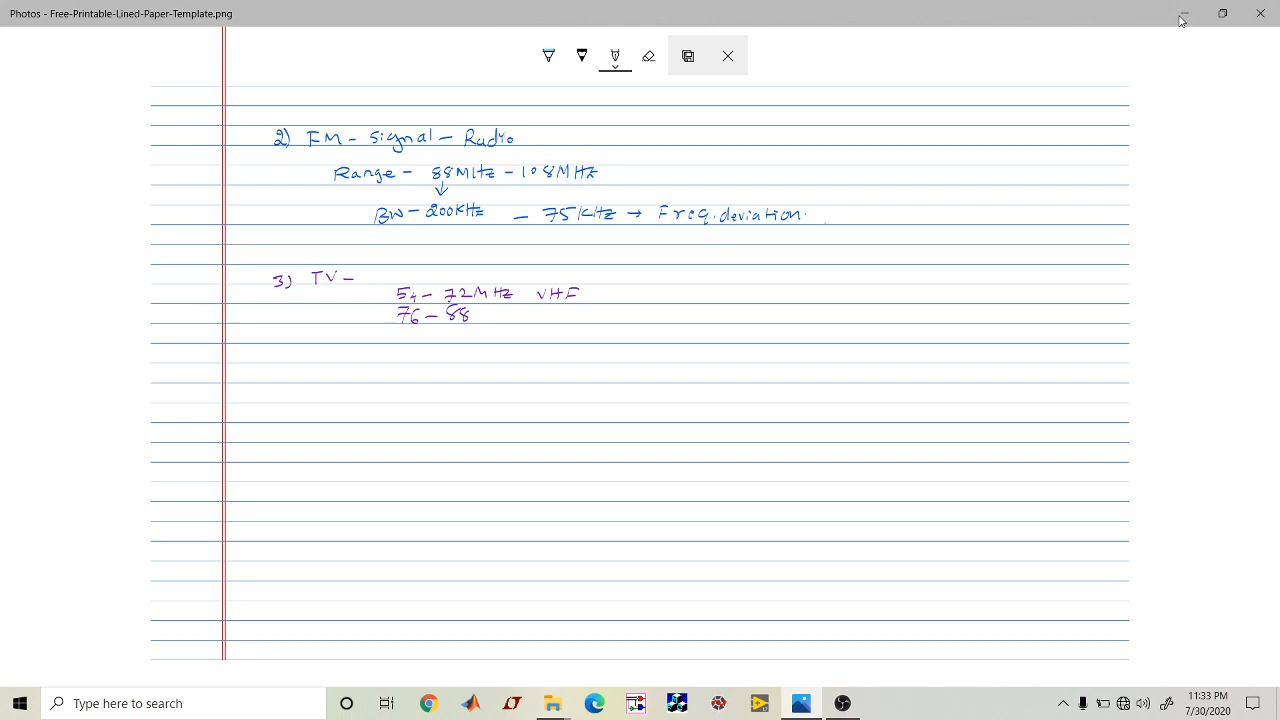 Photos - Free-Printable-Lined-Paper-Template.png
2) FM - Signal - Radio
Range - 88MHz - 108MHz
↓
BW - 200KHz - 75KHz → Freq. deviation.
3) TV -
54 - 72MHz VHF
76 - 88
Type here to search
11:33 PM
7/30/2020